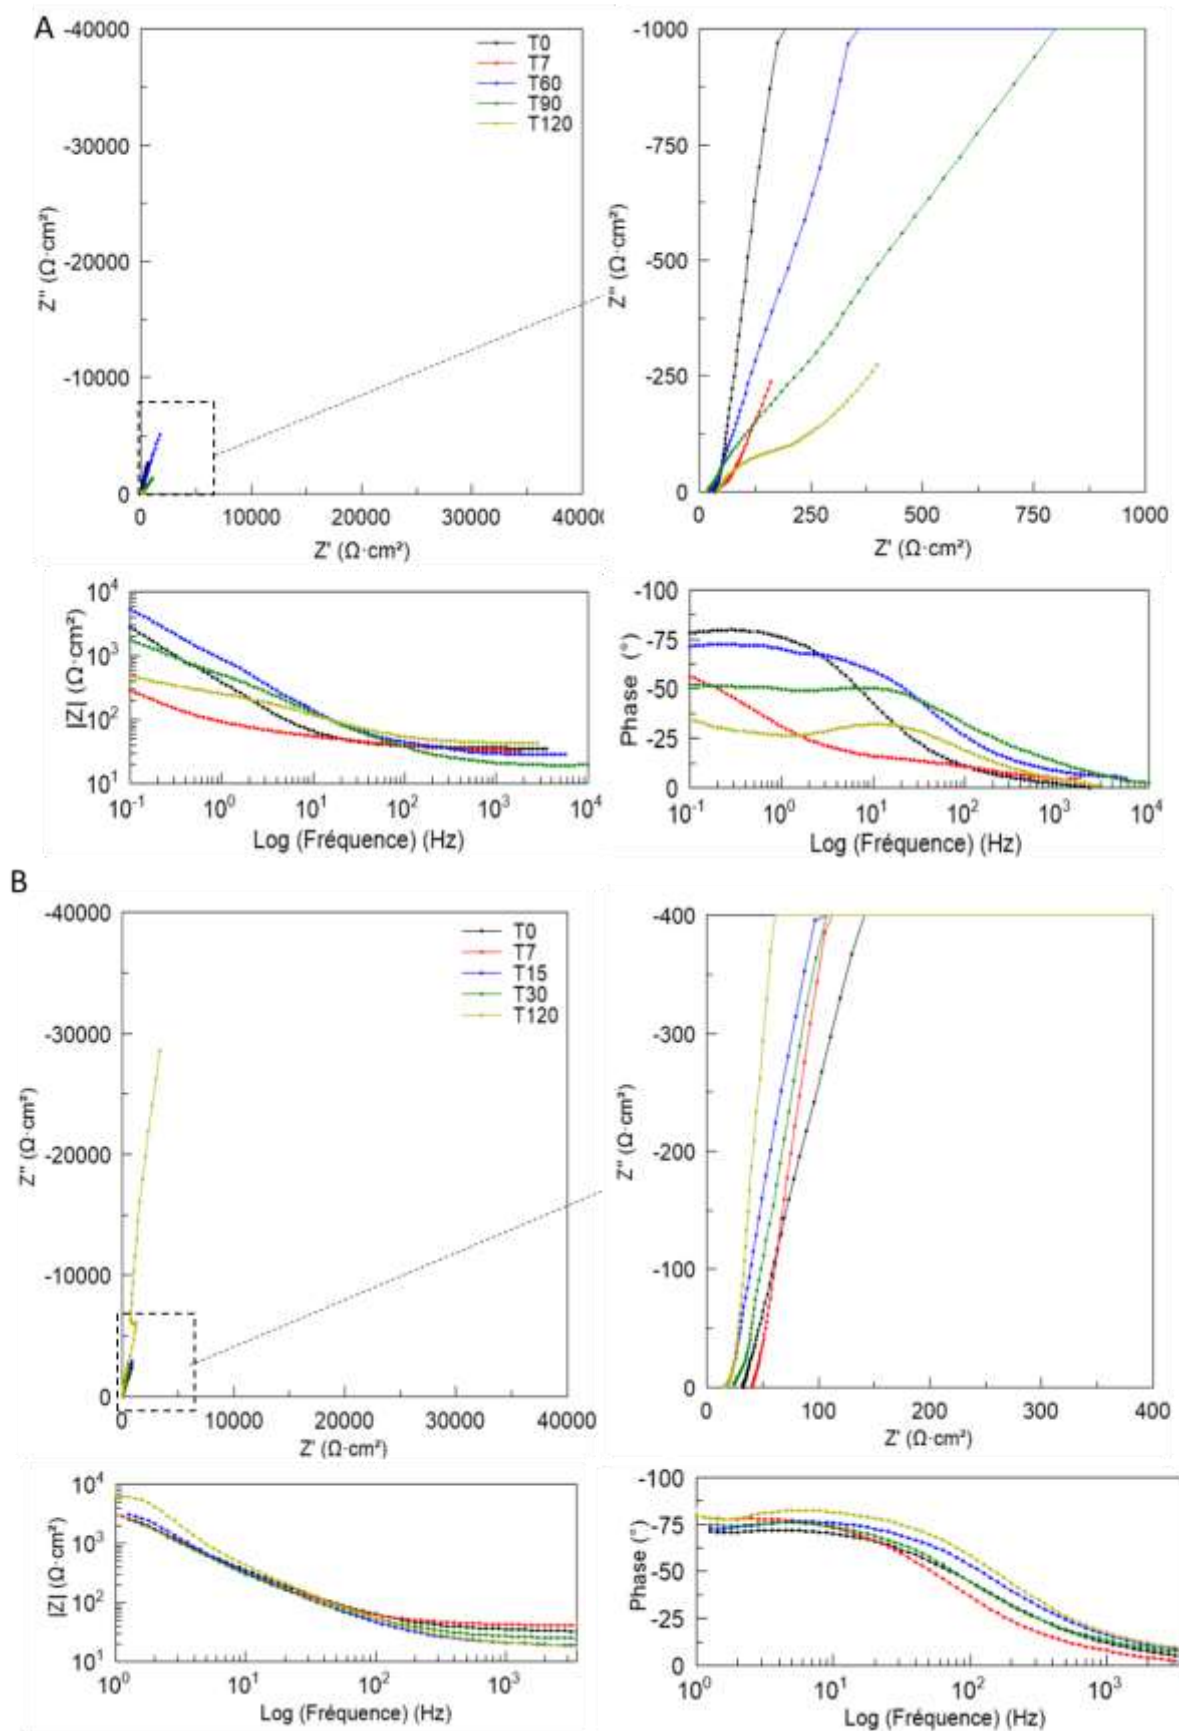 A
-40000
-30000
-20000
-10000
0
Z'' (Ω·cm²)
T0
T7
T60
T90
T120
0 10000 20000 30000 40000
Z' (Ω·cm²)
-1000
-750
-500
-250
0
Z'' (Ω·cm²)
0 250 500 750 1000
Z' (Ω·cm²)
10⁴
10³
10²
10¹
|Z| (Ω·cm²)
10⁻¹ 10⁰ 10¹ 10² 10³ 10⁴
Log (Fréquence) (Hz)
-100
-75
-50
-25
0
Phase (°)
10⁻¹ 10⁰ 10¹ 10² 10³ 10⁴
Log (Fréquence) (Hz)
B
-40000
-30000
-20000
-10000
0
Z'' (Ω·cm²)
T0
T7
T15
T30
T120
0 10000 20000 30000 40000
Z' (Ω·cm²)
-400
-300
-200
-100
0
Z'' (Ω·cm²)
0 100 200 300 400
Z' (Ω·cm²)
10⁴
10³
10²
10¹
|Z| (Ω·cm²)
10⁰ 10¹ 10² 10³
Log (Fréquence) (Hz)
-100
-75
-50
-25
0
Phase (°)
10⁰ 10¹ 10² 10³
Log (Fréquence) (Hz)